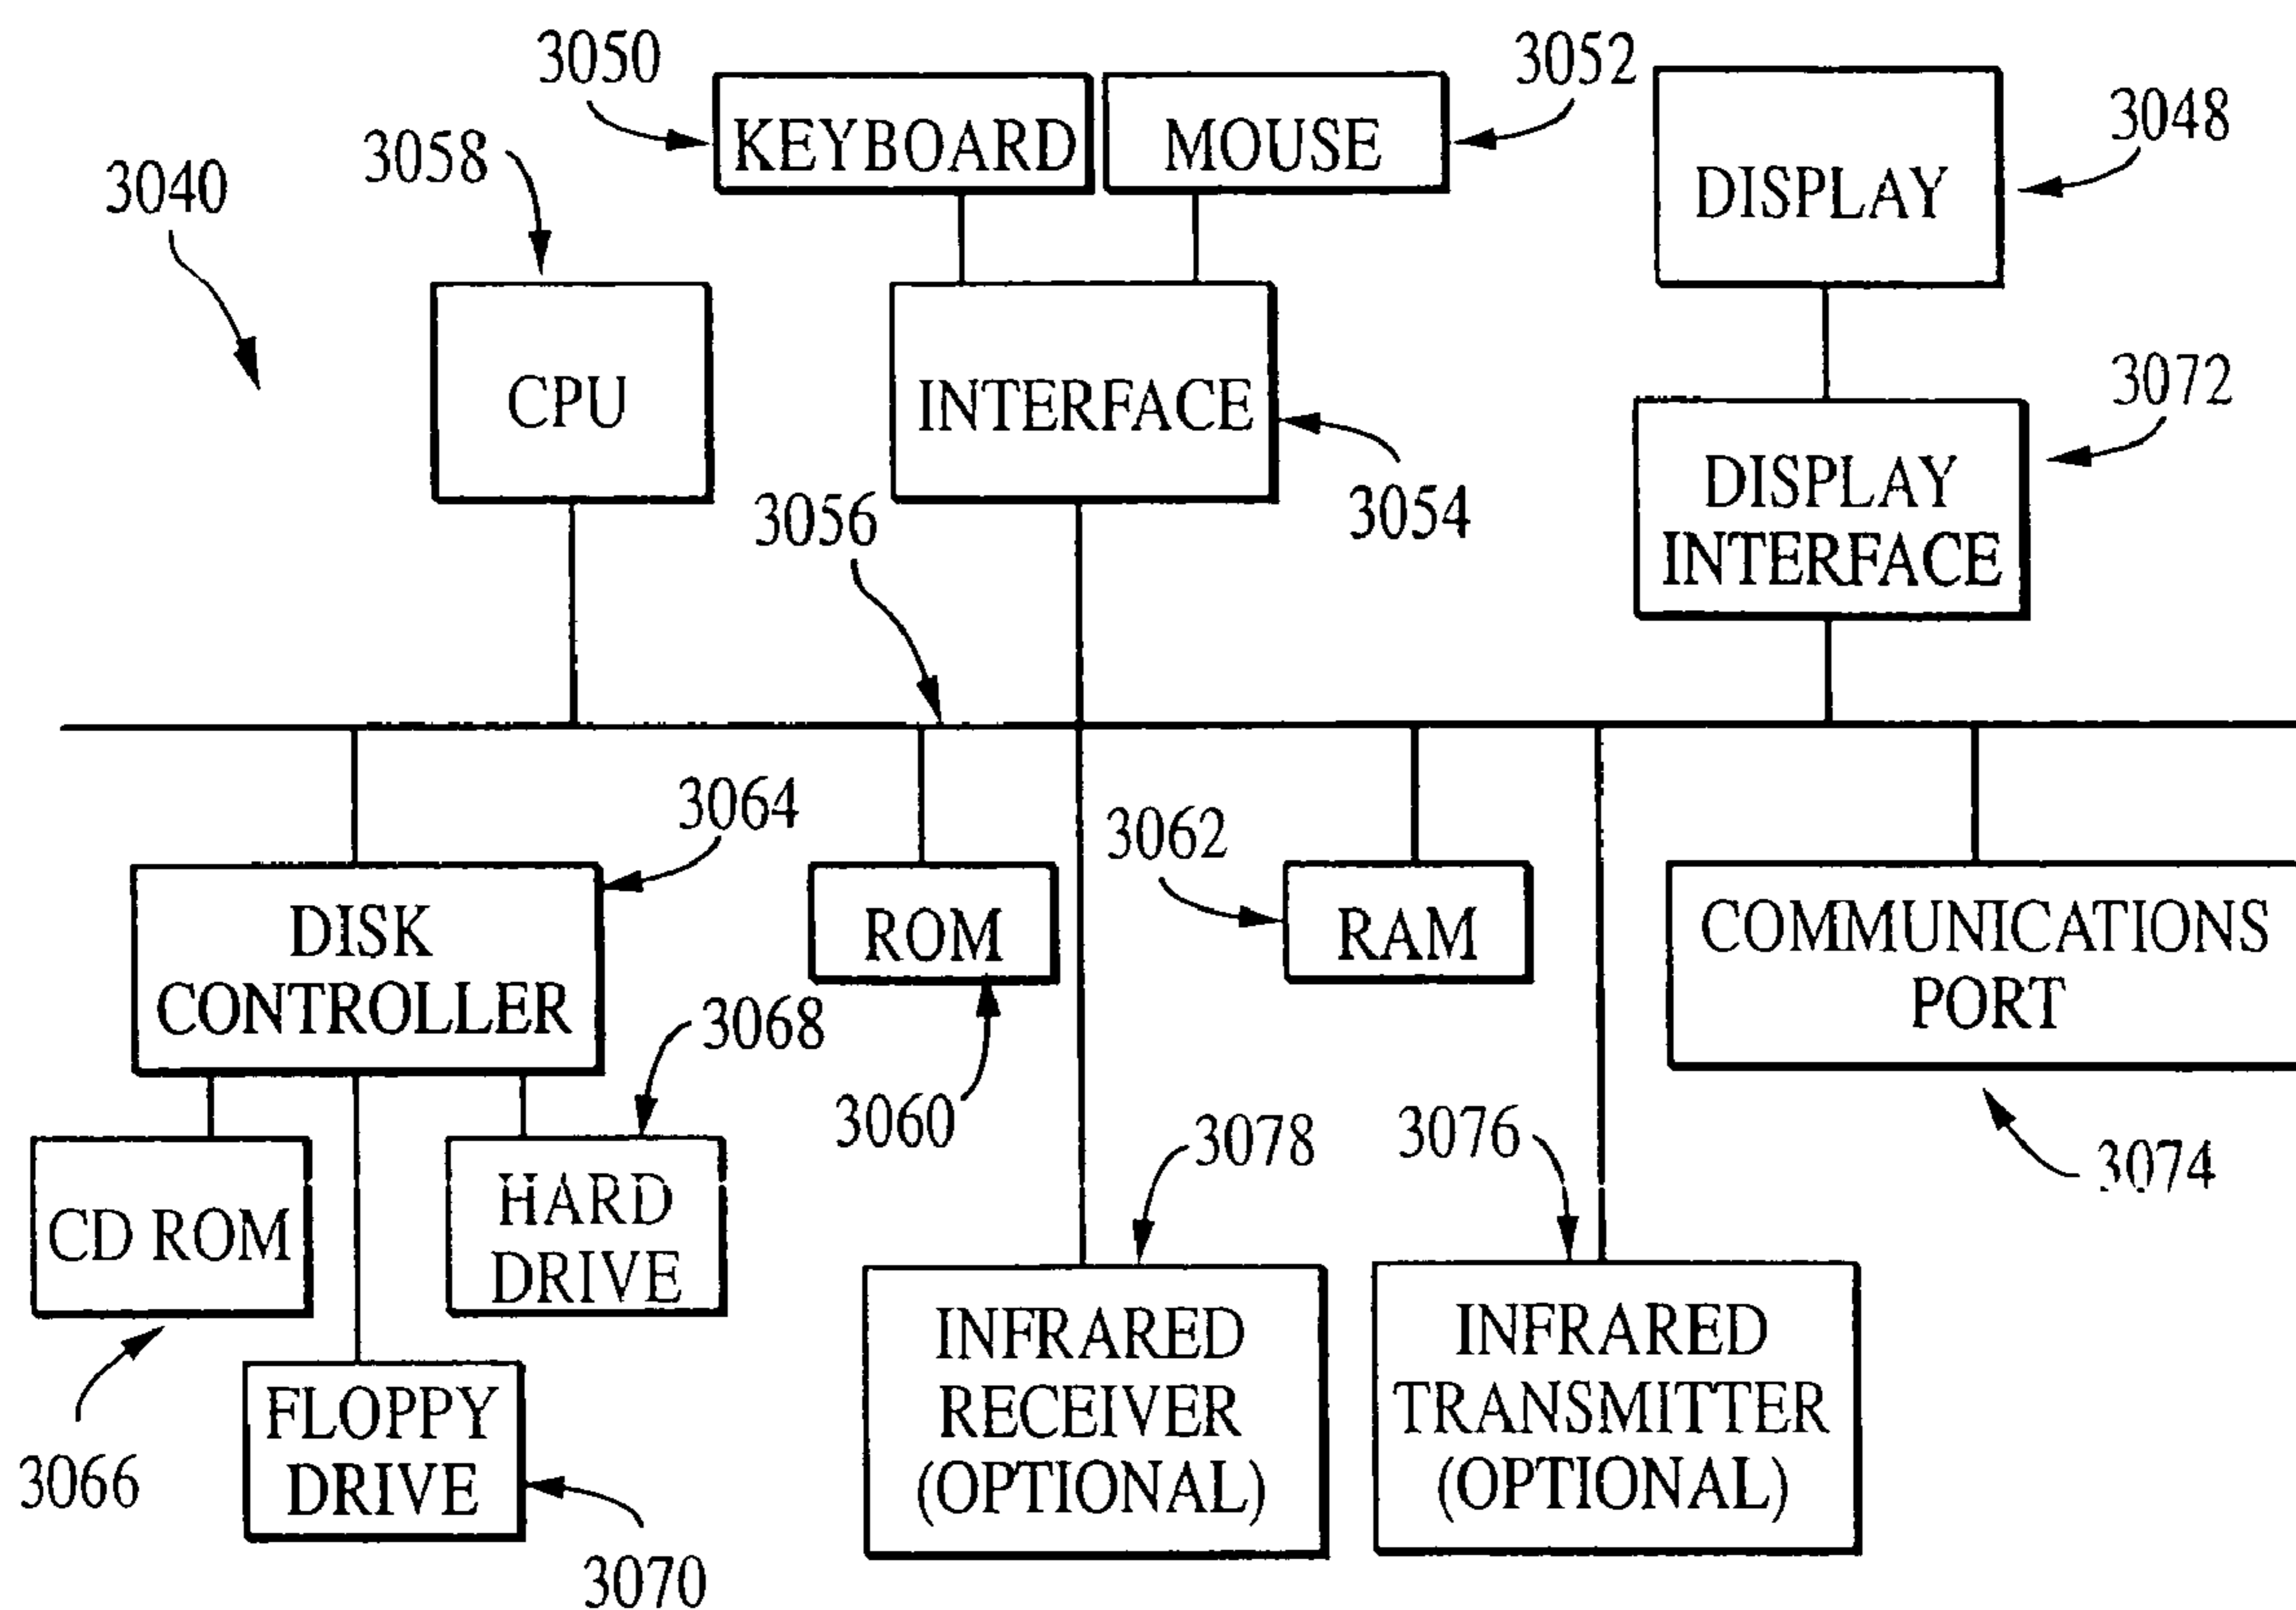 3050
KEYBOARD
MOUSE
3052
3058
3040
DISPLAY
3048
CPU
INTERFACE
3054
3072
DISPLAY
INTERFACE
3056
3064
DISK
CONTROLLER
ROM
3060
3062
RAM
COMMUNICATIONS
PORT
3074
3068
CD ROM
3066
HARD
DRIVE
FLOPPY
DRIVE
3070
3078
INFRARED
RECEIVER
(OPTIONAL)
3076
INFRARED
TRANSMITTER
(OPTIONAL)